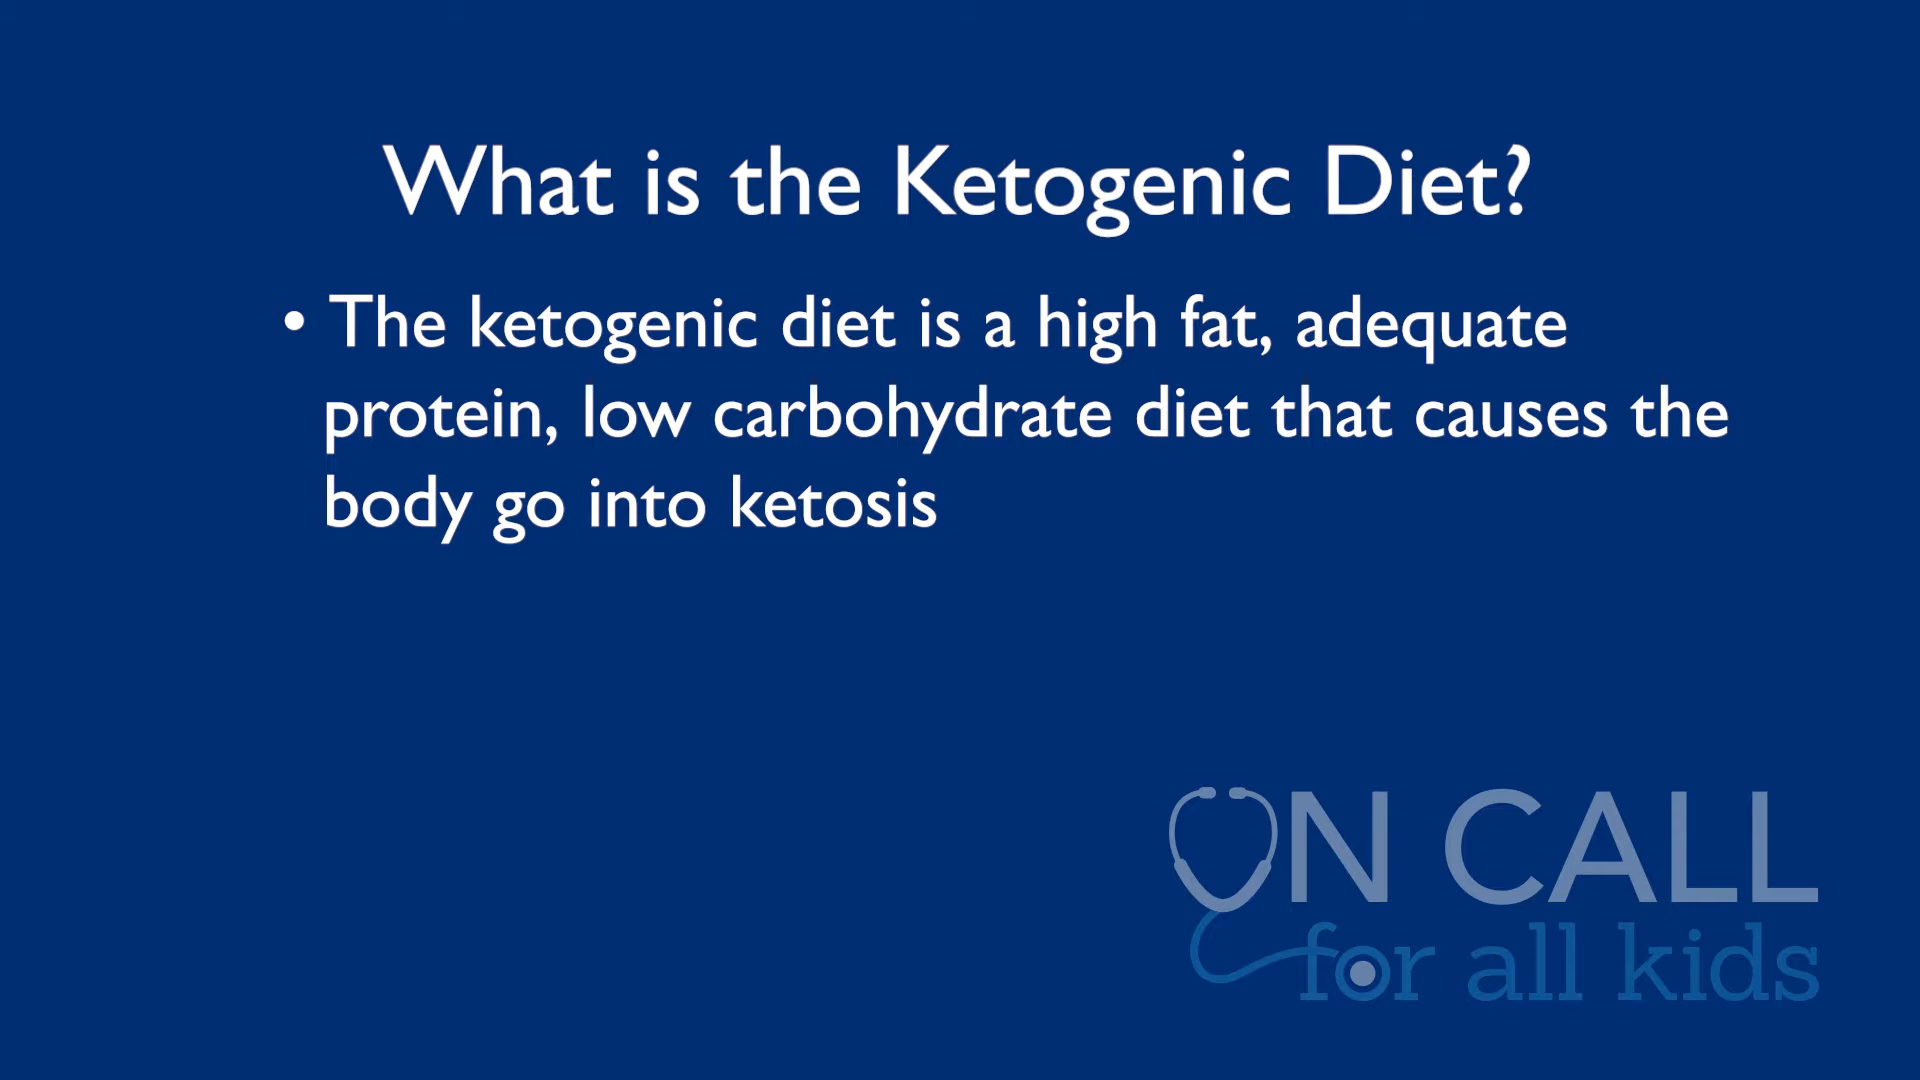 What is the Ketogenic Diet?
• The ketogenic diet is a high fat, adequate
protein, low carbohydrate diet that causes the
body go into ketosis
ON CALL
for all kids